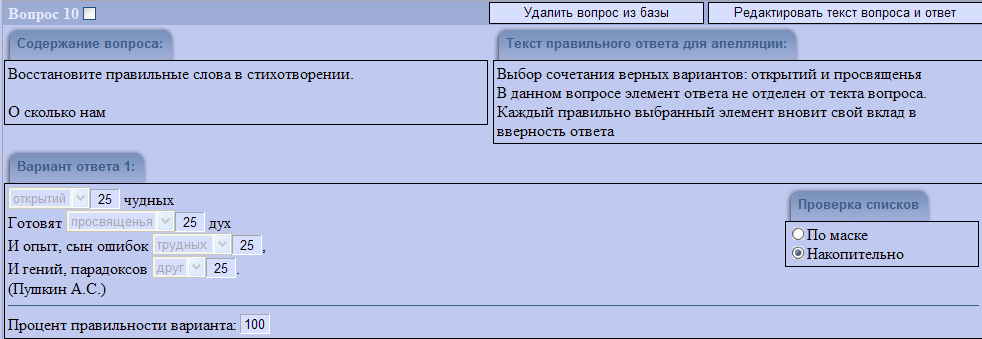 Вопрос 10
Удалить вопрос из базы
Редактировать текст вопроса и ответ
Содержание вопроса:
Восстановите правильные слова в стихотворении.
О сколько нам
Текст правильного ответа для апелляции:
Выбор сочетания верных вариантов: открытий и просвященья
В данном вопросе элемент ответа не отделен от текта вопроса.
Каждый правильно выбранный элемент вновит свой вклад в
вверность ответа
Вариант ответа 1:
открытий 25 чудных
Готовят просвященья 25 дух
И опыт, сын ошибок трудных 25,
И гений, парадоксов друг 25.
(Пушкин А.С.)
Проверка списков
По маске
Накопительно
Процент правильности варианта: 100